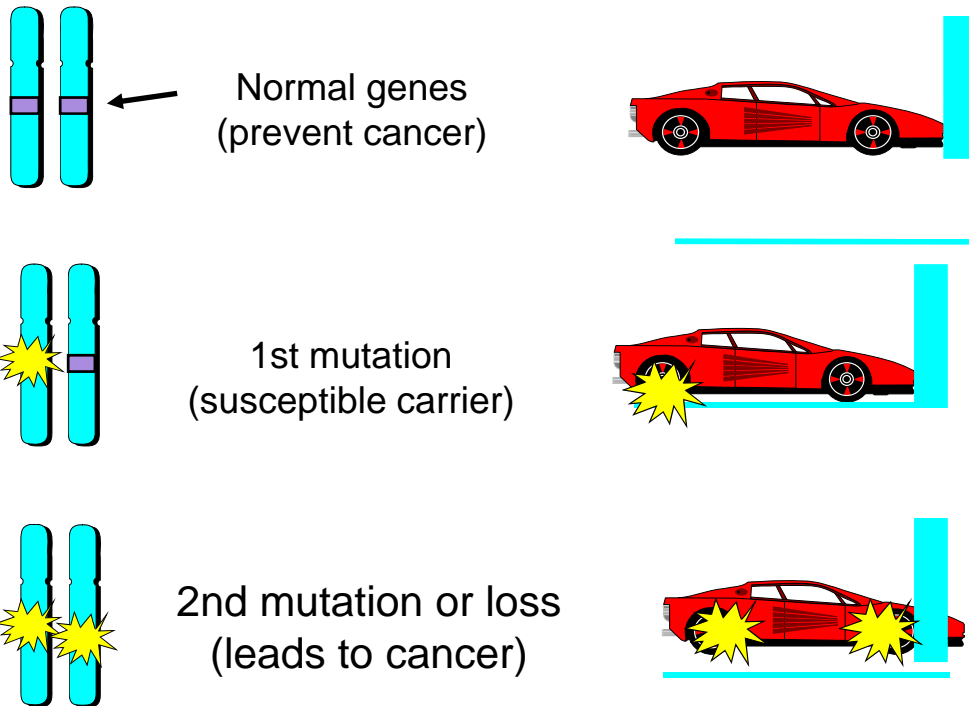 Normal genes
(prevent cancer)
1st mutation
(susceptible carrier)
2nd mutation or loss
(leads to cancer)